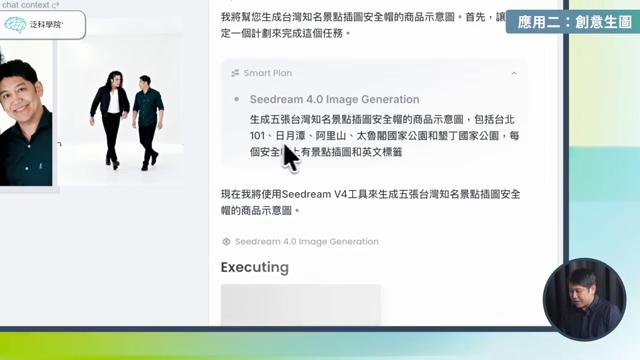 chat context
泛科學院
應用二：創意生圖
我將幫您生成台灣知名景點插圖安全帽的商品示意圖。首先，讓
定一個計劃來完成這個任務。
Smart Plan
Seedream 4.0 Image Generation
生成五張台灣知名景點插圖安全帽的商品示意圖，包括台北
101、日月潭、阿里山、太魯閣國家公園和墾丁國家公園，每
個安全 上有景點插圖和英文標籤
現在我將使用Seedream V4工具來生成五張台灣知名景點插圖安全
帽的商品示意圖。
Seedream 4.0 Image Generation
Executing